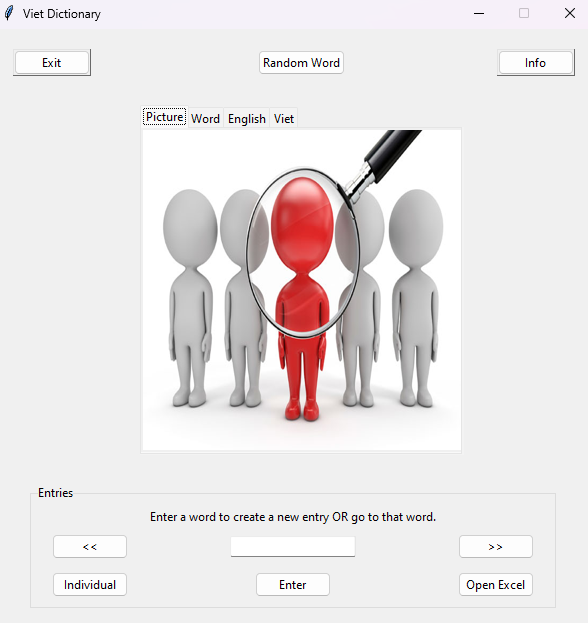 Viet Dictionary
Exit
Random Word
Info
Picture
Word
English
Viet
Entries
Enter a word to create a new entry OR go to that word.
<<
>>
Individual
Enter
Open Excel